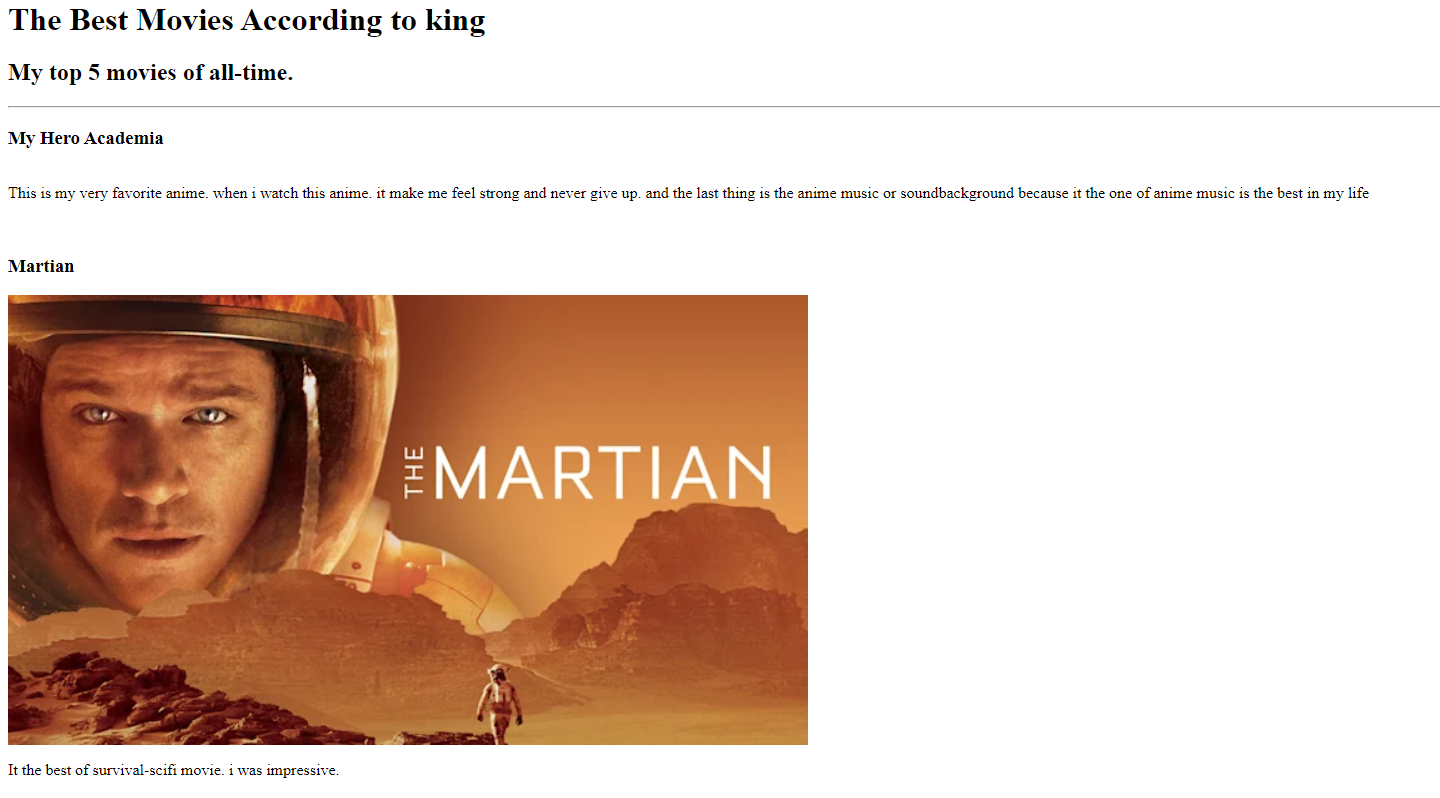 The Best Movies According to king
My top 5 movies of all-time.
My Hero Academia
This is my very favorite anime. when i watch this anime. it make me feel strong and never give up. and the last thing is the anime music or soundbackground because it the one of anime music is the best in my life
Martian
THE MARTIAN
It the best of survival-scifi movie. i was impressive.